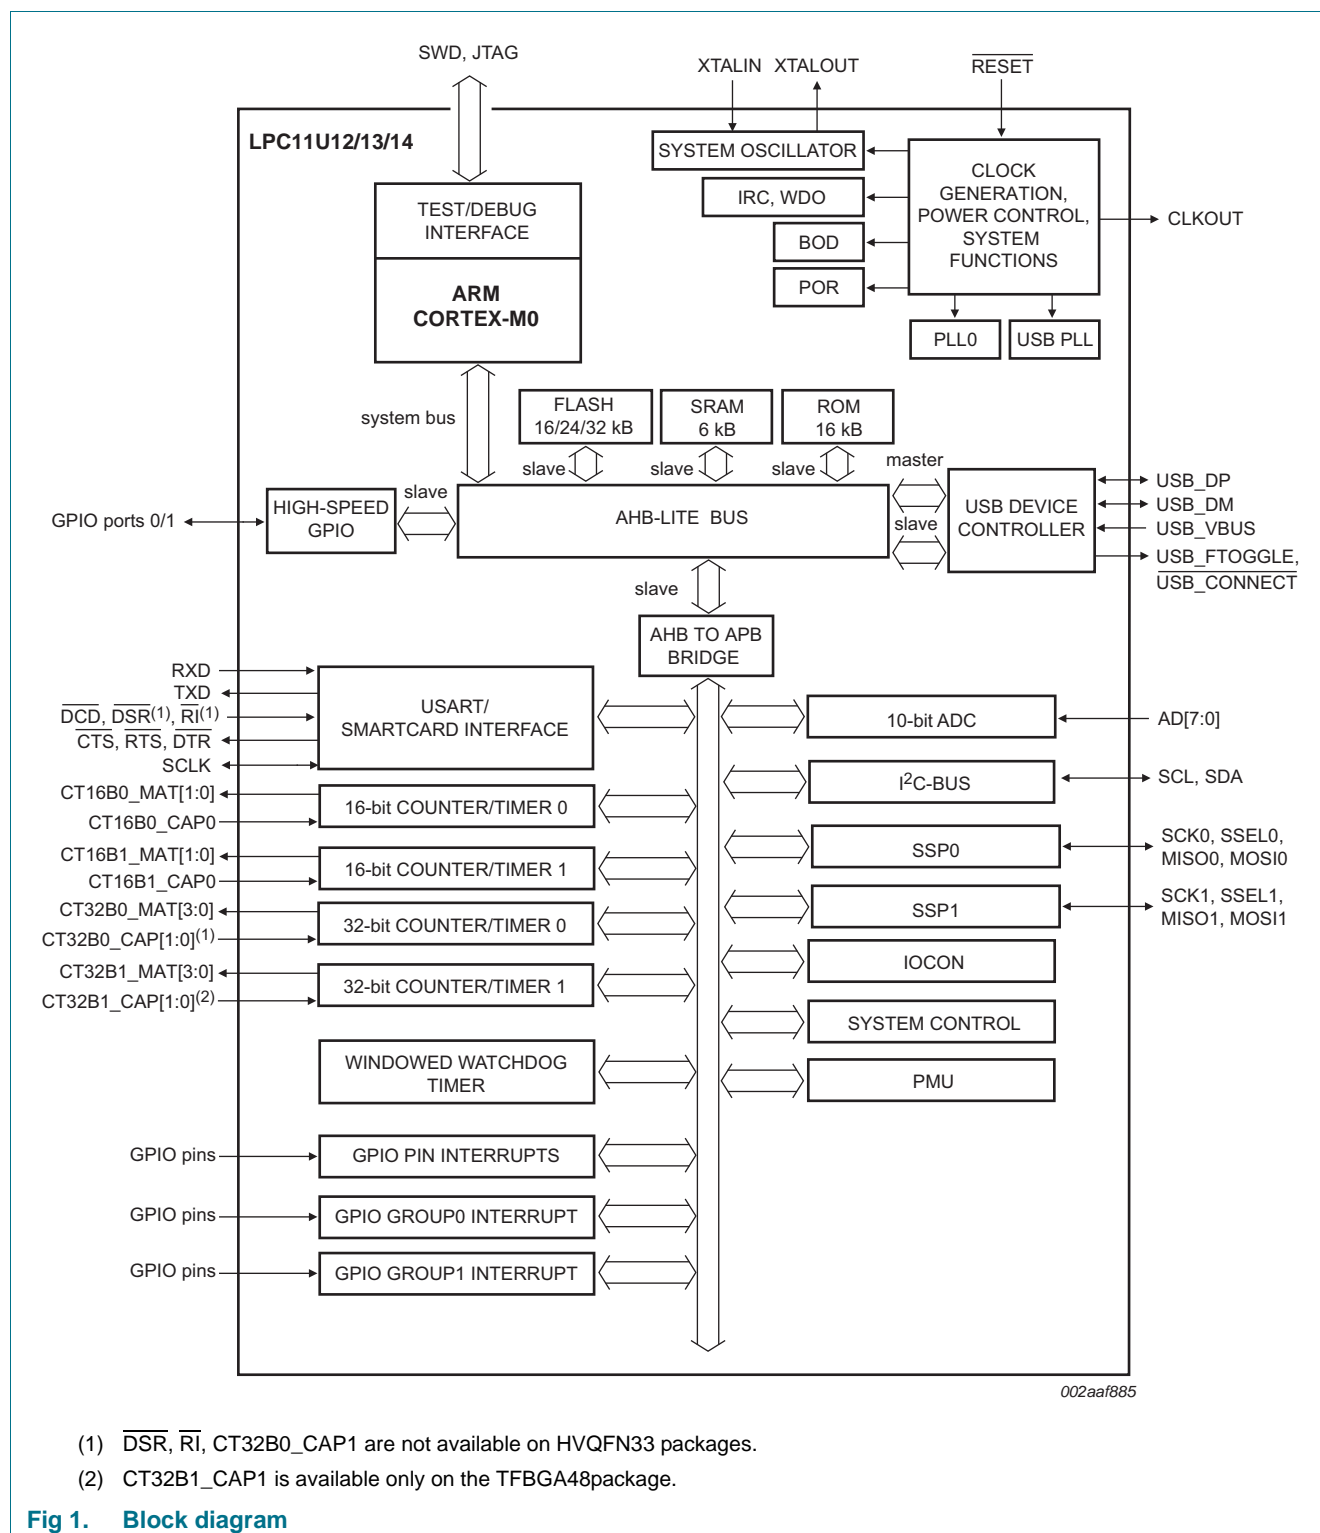 SWD, JTAG
XTALIN XTALOUT
RESET
LPC11U12/13/14
SYSTEM OSCILLATOR
CLOCK
GENERATION,
POWER CONTROL,
SYSTEM
FUNCTIONS
IRC, WDO
BOD
POR
CLKOUT
PLL0
USB PLL
TEST/DEBUG
INTERFACE
ARM
CORTEX-M0
system bus
FLASH
16/24/32 kB
SRAM
6 kB
ROM
16 kB
slave
slave
slave
master
slave
slave
GPIO ports 0/1
HIGH-SPEED
GPIO
AHB-LITE BUS
USB DEVICE
CONTROLLER
USB_DP
USB_DM
USB_VBUS
USB_FTOGGLE,
USB_CONNECT
slave
AHB TO APB
BRIDGE
RXD
TXD
DCD, DSR(1), RI(1)
CTS, RTS, DTR
SCLK
USART/
SMARTCARD INTERFACE
CT16B0_MAT[1:0]
CT16B0_CAP0
16-bit COUNTER/TIMER 0
CT16B1_MAT[1:0]
CT16B1_CAP0
16-bit COUNTER/TIMER 1
CT32B0_MAT[3:0]
CT32B0_CAP[1:0](1)
32-bit COUNTER/TIMER 0
CT32B1_MAT[3:0]
CT32B1_CAP[1:0](2)
32-bit COUNTER/TIMER 1
WINDOWED WATCHDOG
TIMER
GPIO pins
GPIO PIN INTERRUPTS
GPIO pins
GPIO GROUP0 INTERRUPT
GPIO pins
GPIO GROUP1 INTERRUPT
10-bit ADC
AD[7:0]
I2C-BUS
SCL, SDA
SSP0
SCK0, SSEL0,
MISO0, MOSI0
SSP1
SCK1, SSEL1,
MISO1, MOSI1
IOCON
SYSTEM CONTROL
PMU
002aaf885
(1) DSR, RI, CT32B0_CAP1 are not available on HVQFN33 packages.
(2) CT32B1_CAP1 is available only on the TFBGA48package.
Fig 1. Block diagram